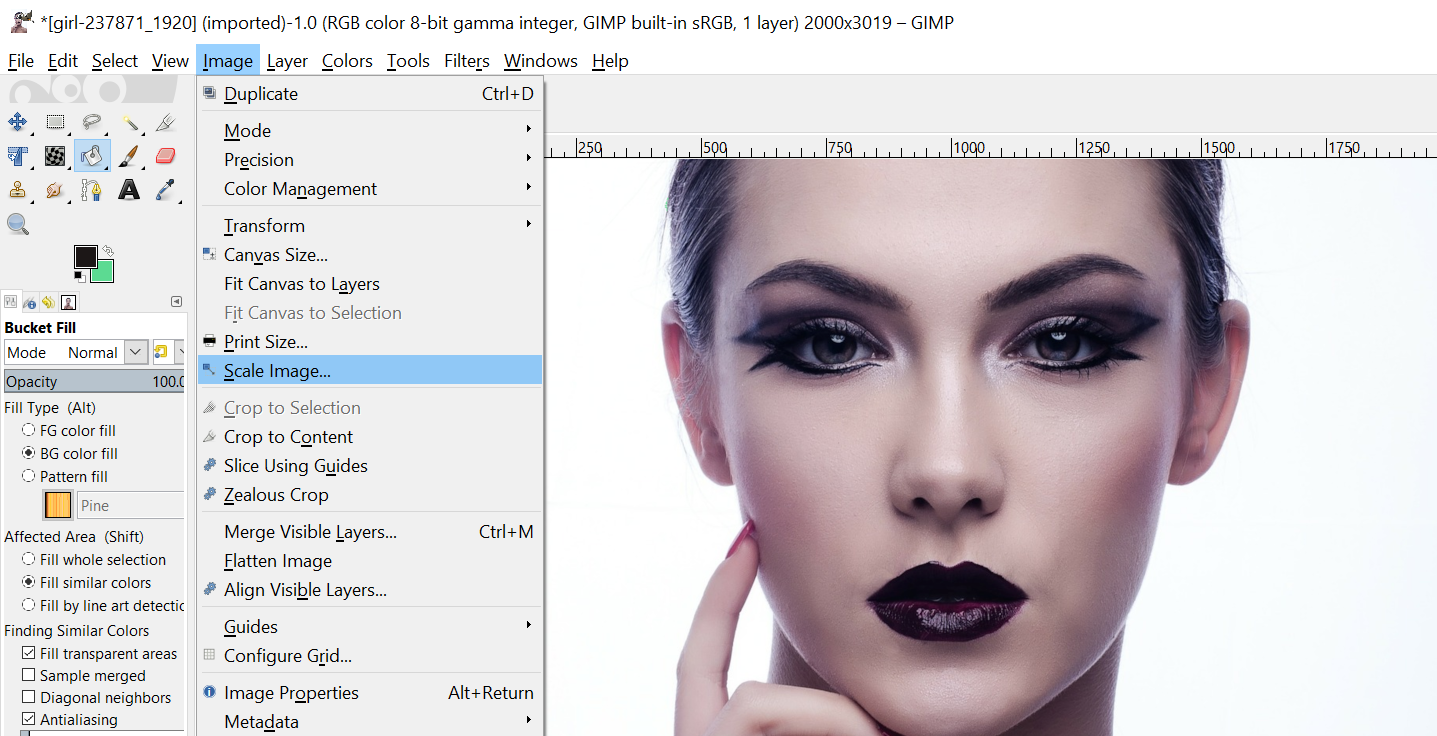 *[girl-237871_1920] (imported)-1.0 (RGB color 8-bit gamma integer, GIMP built-in sRGB, 1 layer) 2000x3019 – GIMP
File Edit Select View Image Layer Colors Tools Filters Windows Help
Duplicate Ctrl+D
Mode
Precision
Color Management
Transform
Canvas Size...
Fit Canvas to Layers
Fit Canvas to Selection
Print Size...
Scale Image...
Crop to Selection
Crop to Content
Slice Using Guides
Zealous Crop
Merge Visible Layers... Ctrl+M
Flatten Image
Align Visible Layers...
Guides
Configure Grid...
Image Properties Alt+Return
Metadata
250 500 750 1000 1250 1500 1750
Bucket Fill
Mode Normal
Opacity 100.0
Fill Type (Alt)
FG color fill
BG color fill
Pattern fill
Pine
Affected Area (Shift)
Fill whole selection
Fill similar colors
Fill by line art detectic
Finding Similar Colors
Fill transparent areas
Sample merged
Diagonal neighbors
Antialiasing